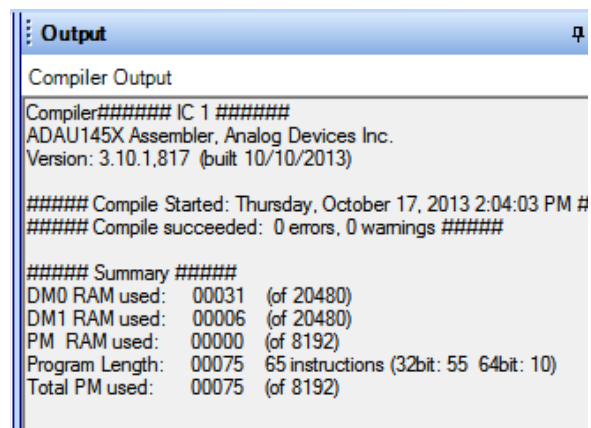 Output
Compiler Output
Compiler###### IC 1 ######
ADAU145X Assembler, Analog Devices Inc.
Version: 3.10.1,817 (built 10/10/2013)
##### Compile Started: Thursday, October 17, 2013 2:04:03 PM #
##### Compile succeeded: 0 errors, 0 warnings #####
##### Summary #####
DM0 RAM used: 00031 (of 20480)
DM1 RAM used: 00006 (of 20480)
PM RAM used: 00000 (of 8192)
Program Length: 00075 65 instructions (32bit: 55 64bit: 10)
Total PM used: 00075 (of 8192)